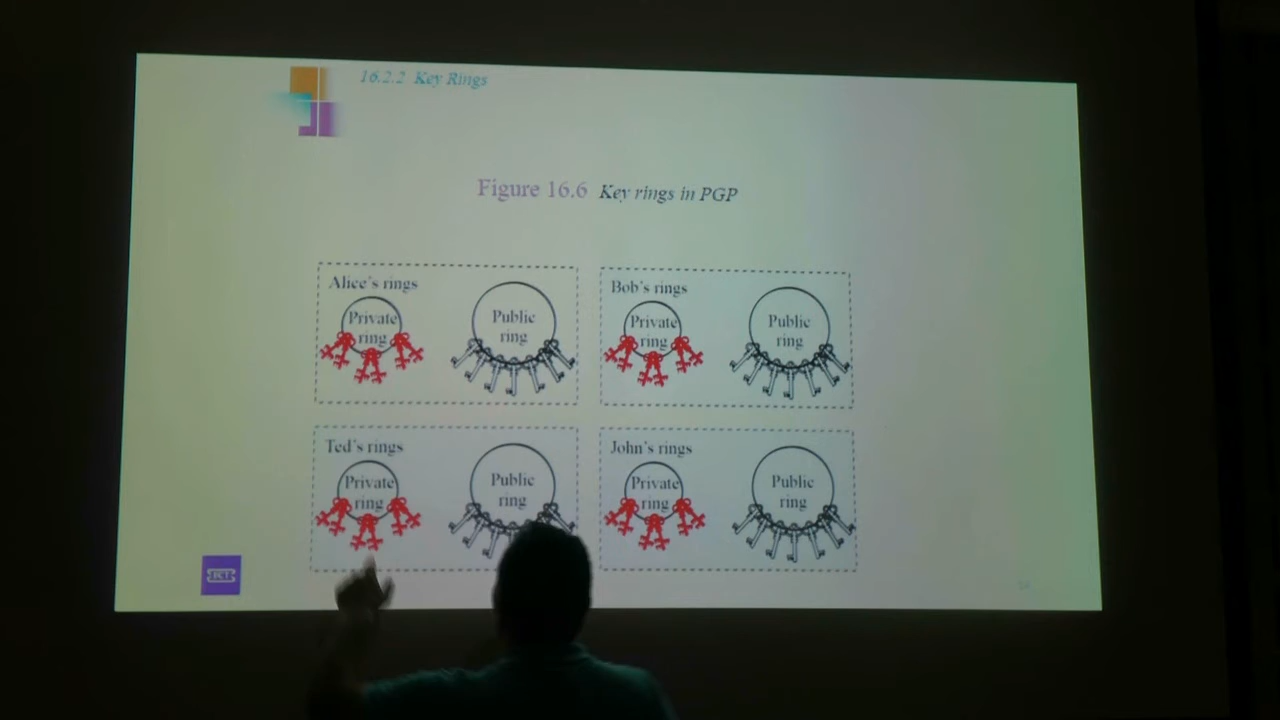 16.2.2 Key Rings
Figure 16.6 Key rings in PGP
Alice's rings
Private
ring
Public
ring
Bob's rings
Private
ring
Public
ring
Ted's rings
Private
ring
Public
ring
John's rings
Private
ring
Public
ring